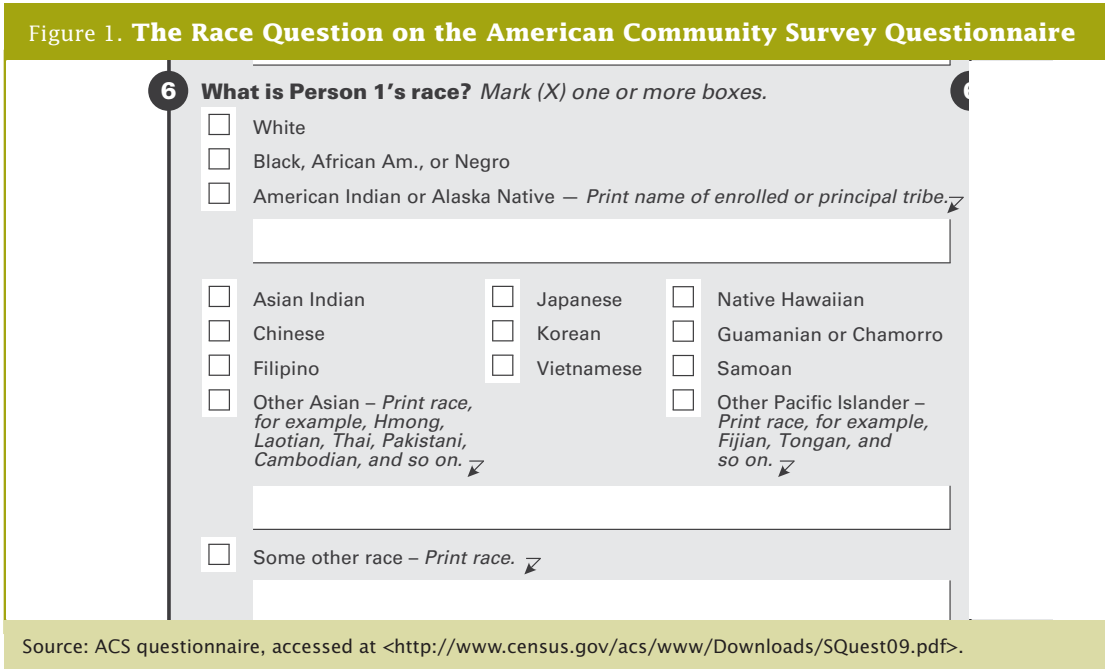 Figure 1. The Race Question on the American Community Survey Questionnaire
6 What is Person 1's race? Mark (X) one or more boxes.
White
Black, African Am., or Negro
American Indian or Alaska Native — Print name of enrolled or principal tribe.
Asian Indian
Chinese
Filipino
Other Asian – Print race,
for example, Hmong,
Laotian, Thai, Pakistani,
Cambodian, and so on.
Japanese
Korean
Vietnamese
Native Hawaiian
Guamanian or Chamorro
Samoan
Other Pacific Islander –
Print race, for example,
Fijian, Tongan, and
so on.
Some other race – Print race.
Source: ACS questionnaire, accessed at <http://www.census.gov/acs/www/Downloads/SQuest09.pdf>.